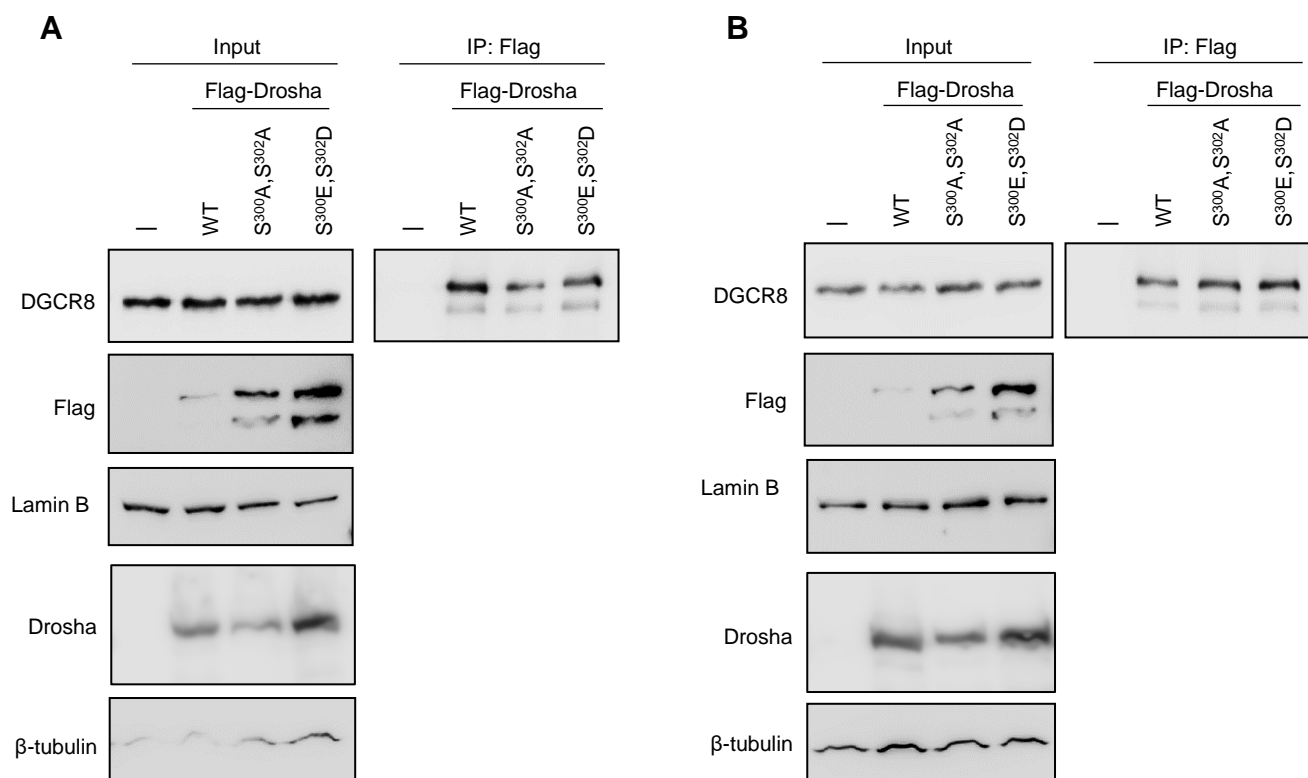 A
Input
IP: Flag
Flag-Drosha
Flag-Drosha
–
WT
S³⁰⁰A,S³⁰²A
S³⁰⁰E,S³⁰²D
–
WT
S³⁰⁰A,S³⁰²A
S³⁰⁰E,S³⁰²D
DGCR8
Flag
Lamin B
Drosha
β-tubulin
B
Input
IP: Flag
Flag-Drosha
Flag-Drosha
–
WT
S³⁰⁰A,S³⁰²A
S³⁰⁰E,S³⁰²D
–
WT
S³⁰⁰A,S³⁰²A
S³⁰⁰E,S³⁰²D
DGCR8
Flag
Lamin B
Drosha
β-tubulin